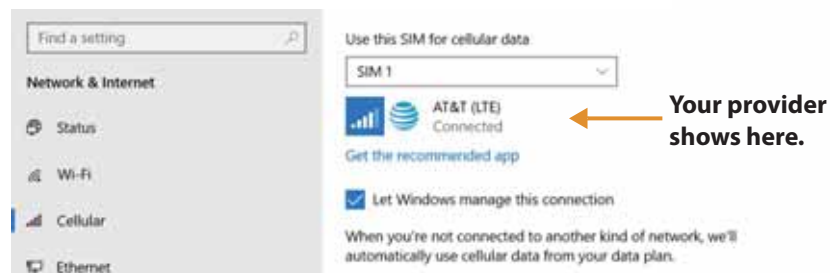 Find a setting
Network & Internet
Status
Wi-Fi
Cellular
Ethernet
Use this SIM for cellular data
SIM 1
AT&T (LTE)
Connected
Get the recommended app
Let Windows manage this connection
When you're not connected to another kind of network, we'll
automatically use cellular data from your data plan.
Your provider
shows here.